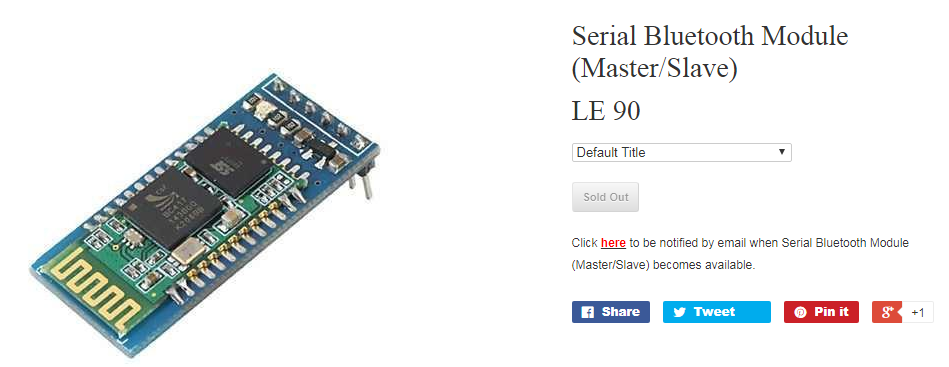 Serial Bluetooth Module
(Master/Slave)
LE 90
Default Title
Sold Out
Click here to be notified by email when Serial Bluetooth Module
(Master/Slave) becomes available.
Share
Tweet
Pin it
+1
BC417